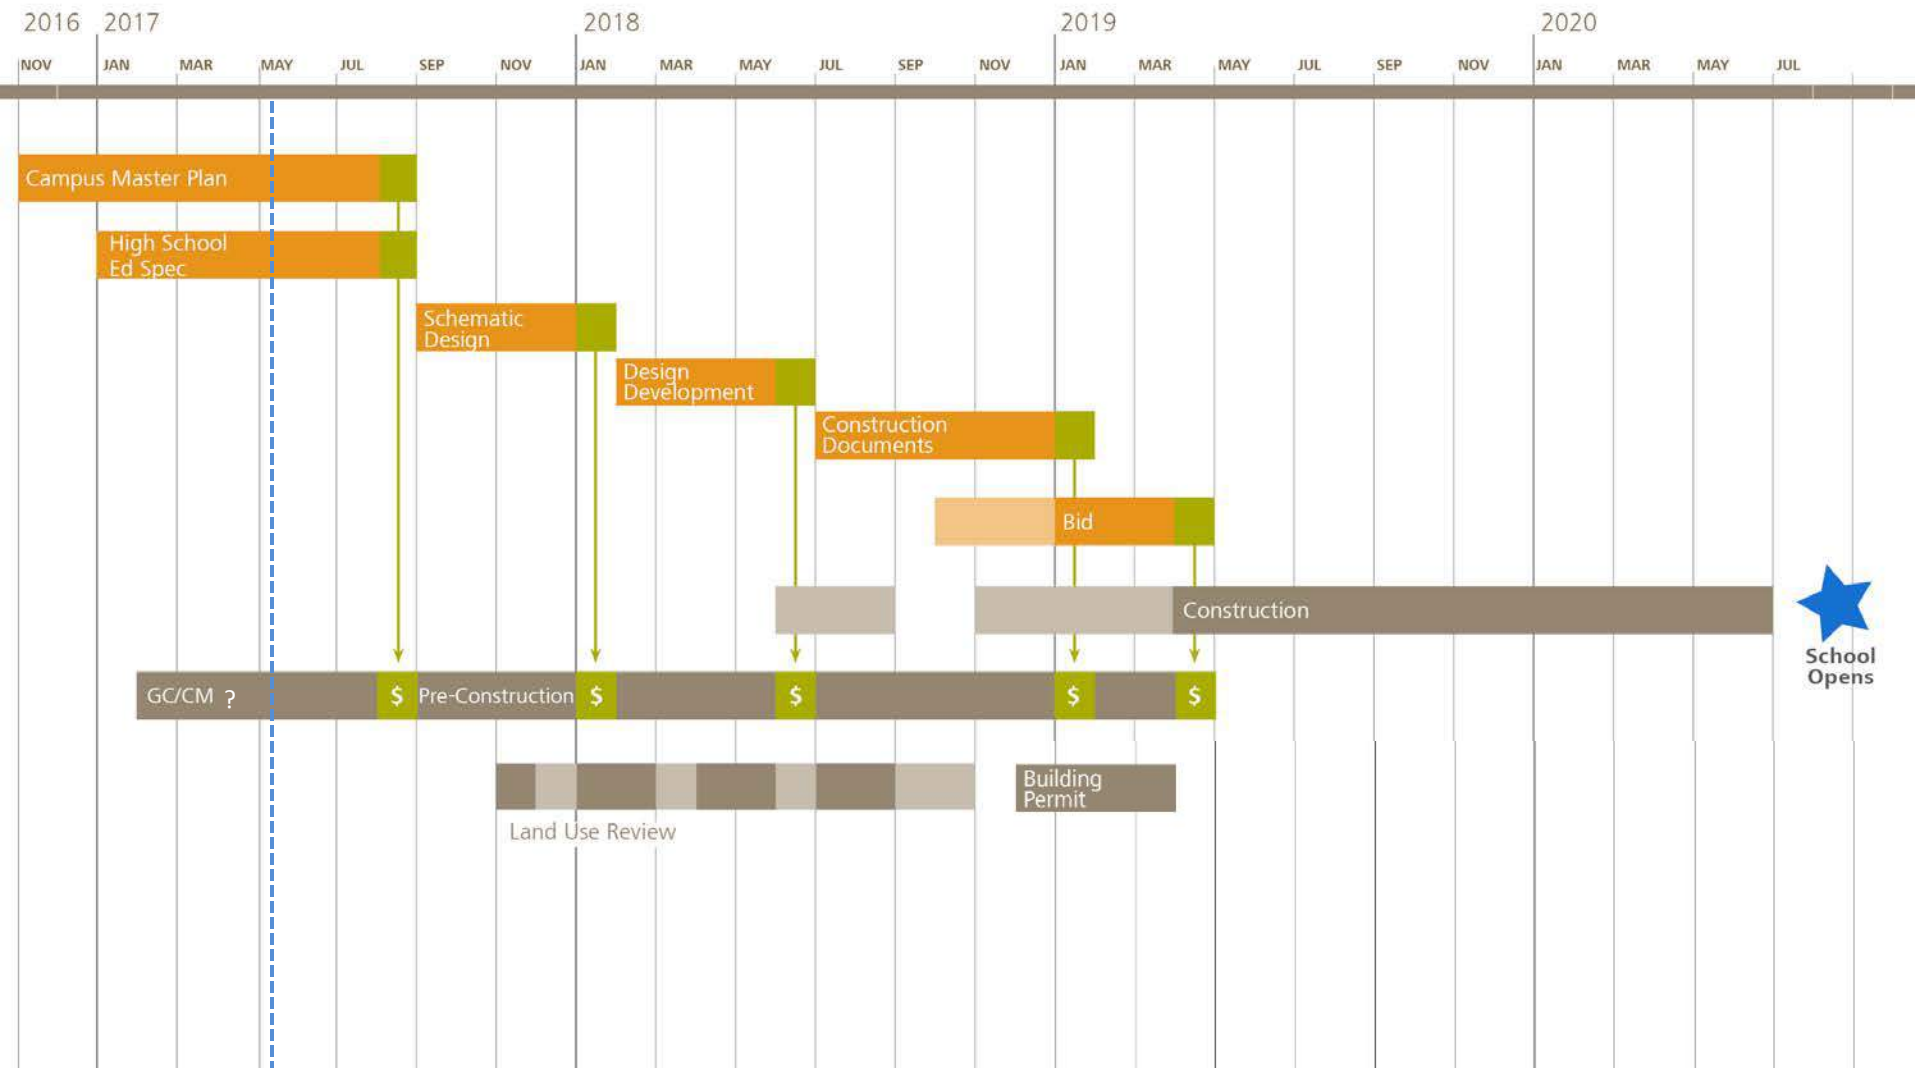 2016 2017 2018 2019 2020
NOV JAN MAR MAY JUL SEP NOV JAN MAR MAY JUL SEP NOV JAN MAR MAY JUL SEP NOV JAN MAR MAY JUL
Campus Master Plan
High School
Ed Spec
Schematic
Design
Design
Development
Construction
Documents
Bid
Construction
School
Opens
GC/CM ? $ Pre-Construction $ $ $ $
Building
Permit
Land Use Review